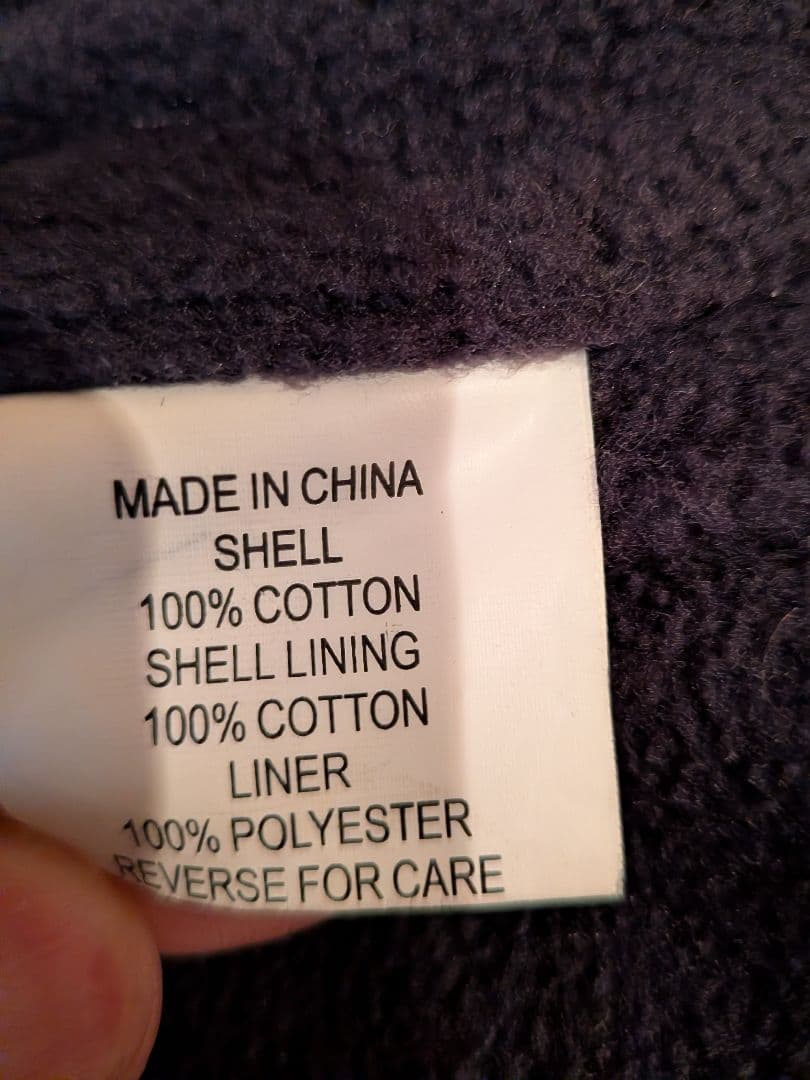 MADE IN CHINA
SHELL
100% COTTON
SHELL LINING
100% COTTON
LINER
100% POLYESTER
REVERSE FOR CARE